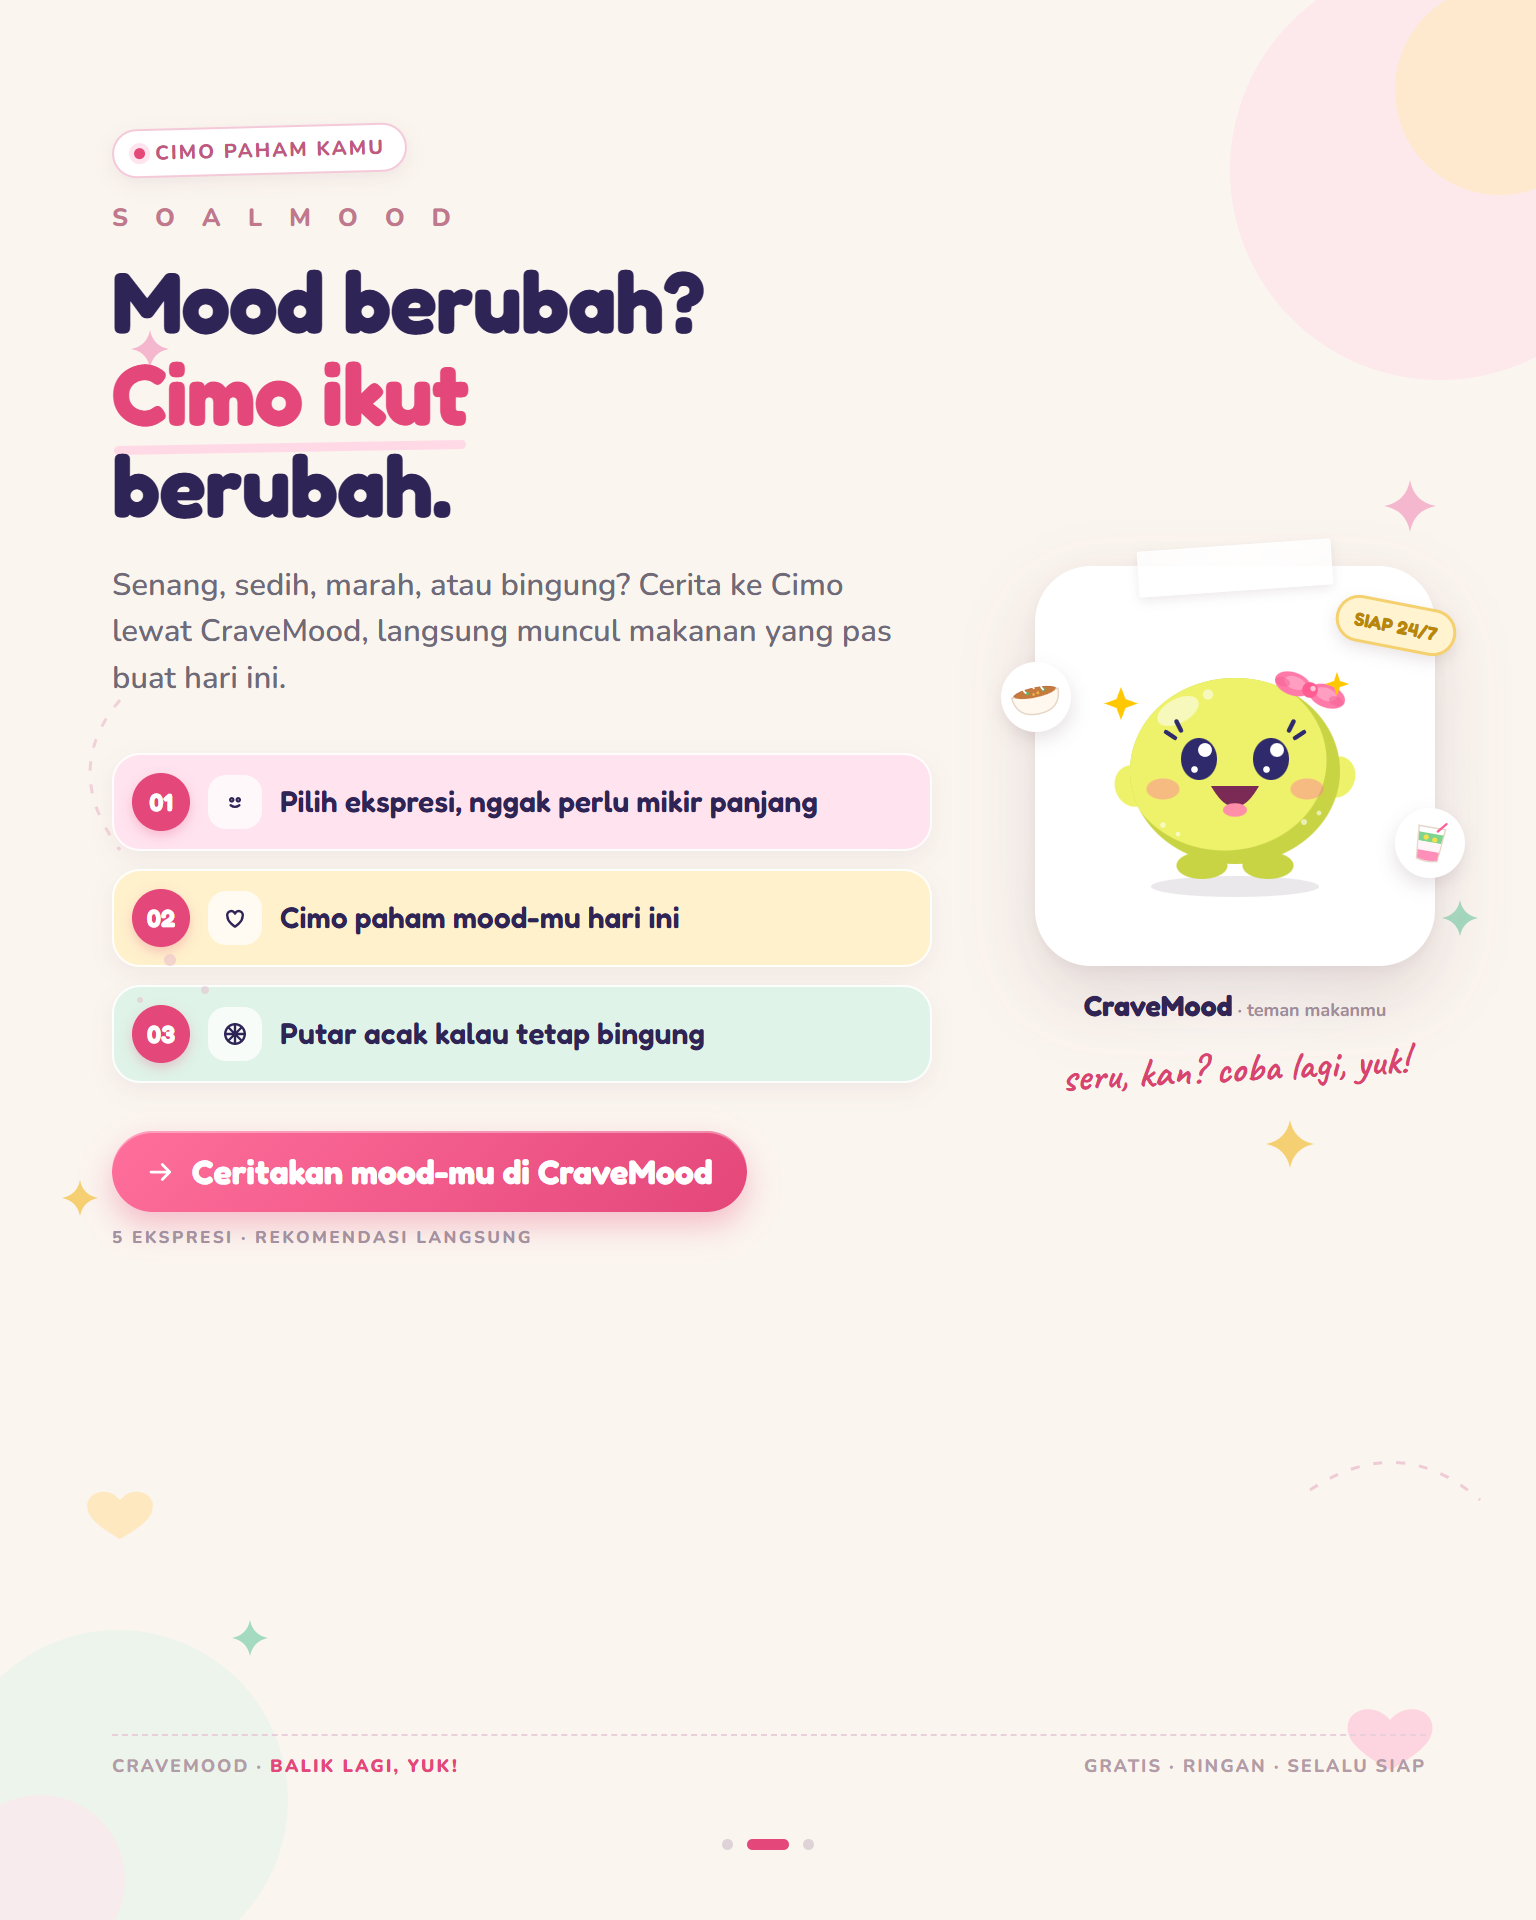 CIMO PAHAM KAMU
SOALMOOD
Mood berubah?
Cimo ikut
berubah.
Senang, sedih, marah, atau bingung? Cerita ke Cimo
lewat CraveMood, langsung muncul makanan yang pas
buat hari ini.
01 Pilih ekspresi, nggak perlu mikir panjang
02 Cimo paham mood-mu hari ini
03 Putar acak kalau tetap bingung
→ Ceritakan mood-mu di CraveMood
5 EKSPRESI · REKOMENDASI LANGSUNG
SIAP 24/7
CraveMood · teman makanmu
seru, kan? coba lagi, yuk!
CRAVEMOOD · BALIK LAGI, YUK!
GRATIS · RINGAN · SELALU SIAP